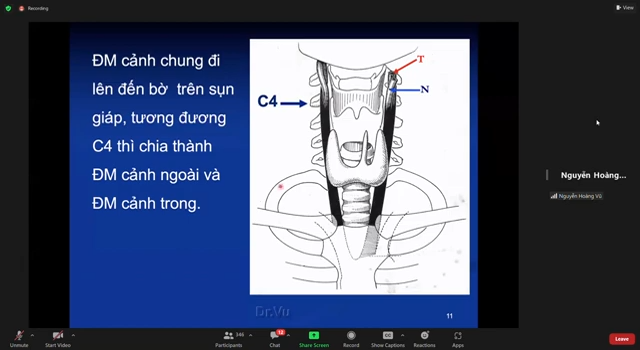 Recording
View
ĐM cảnh chung đi
lên đến bờ trên sụn
giáp, tương đương
C4 thì chia thành
ĐM cảnh ngoài và
ĐM cảnh trong.
T
N
C4
Dr.Vu
11
Nguyễn Hoàng...
Nguyễn Hoàng Vũ
Unmute
Start Video
Participants
346
Chat
Share Screen
Record
Show Captions
Reactions
Apps
Leave